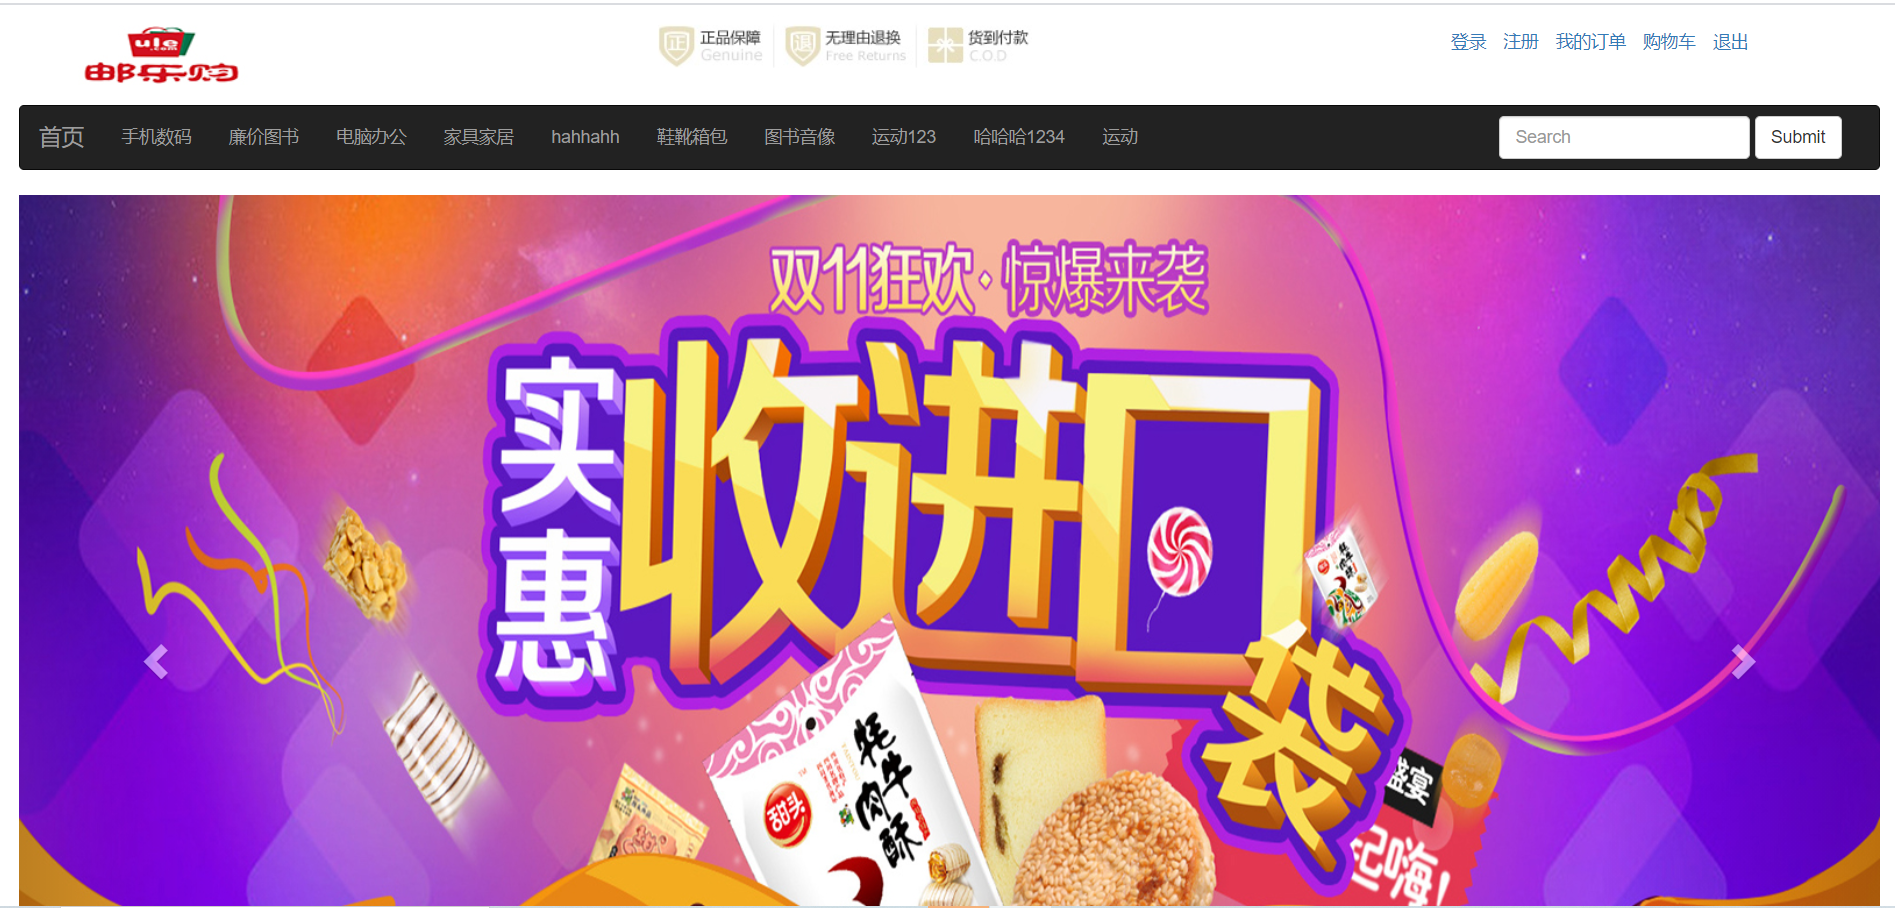 ule
.com
邮乐购
正 正品保障
Genuine
退 无理由退换
Free Returns
货到付款
C.O.D
登录 注册 我的订单 购物车 退出
首页 手机数码 廉价图书 电脑办公 家具家居 hahhahh 鞋靴箱包 图书音像 运动123 哈哈哈1234 运动 Search Submit
双11狂欢·惊爆来袭
实惠
收进口
袋
甜头
牦牛肉酥
盛宴
嗨!